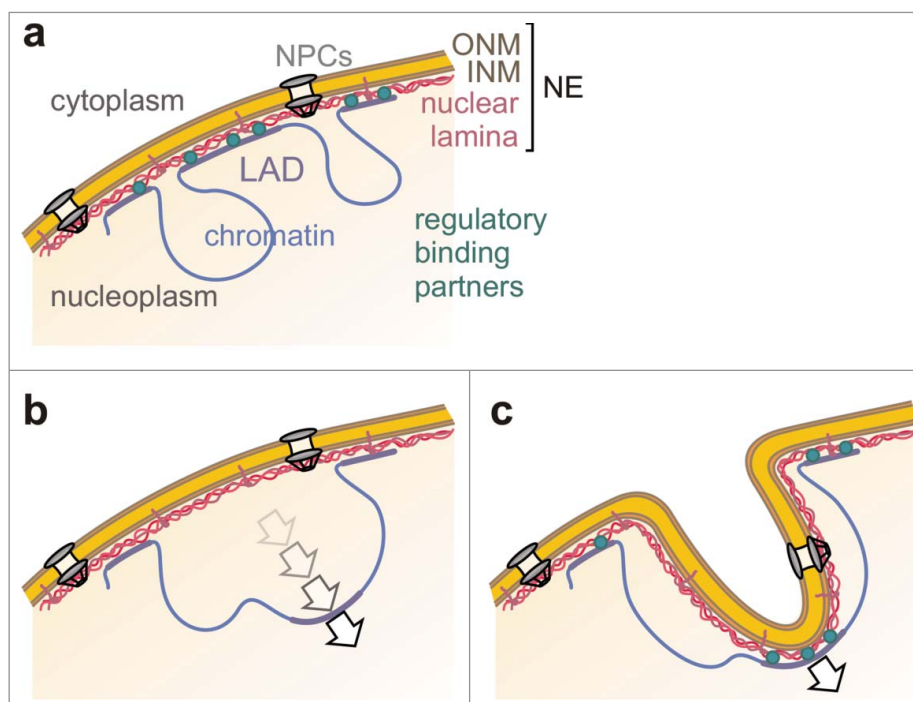 a
NPCs
ONM
INM
NE
cytoplasm
nuclear
lamina
LAD
chromatin
regulatory
binding
partners
nucleoplasm
b
c